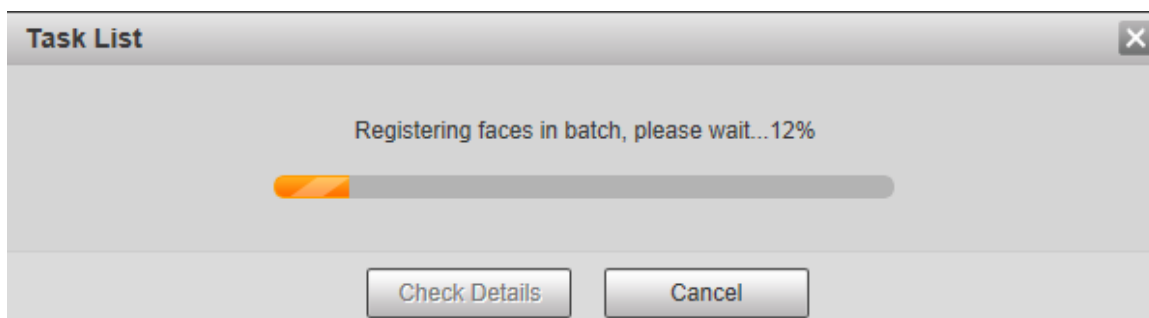 Task List
Registering faces in batch, please wait...12%
Check Details
Cancel